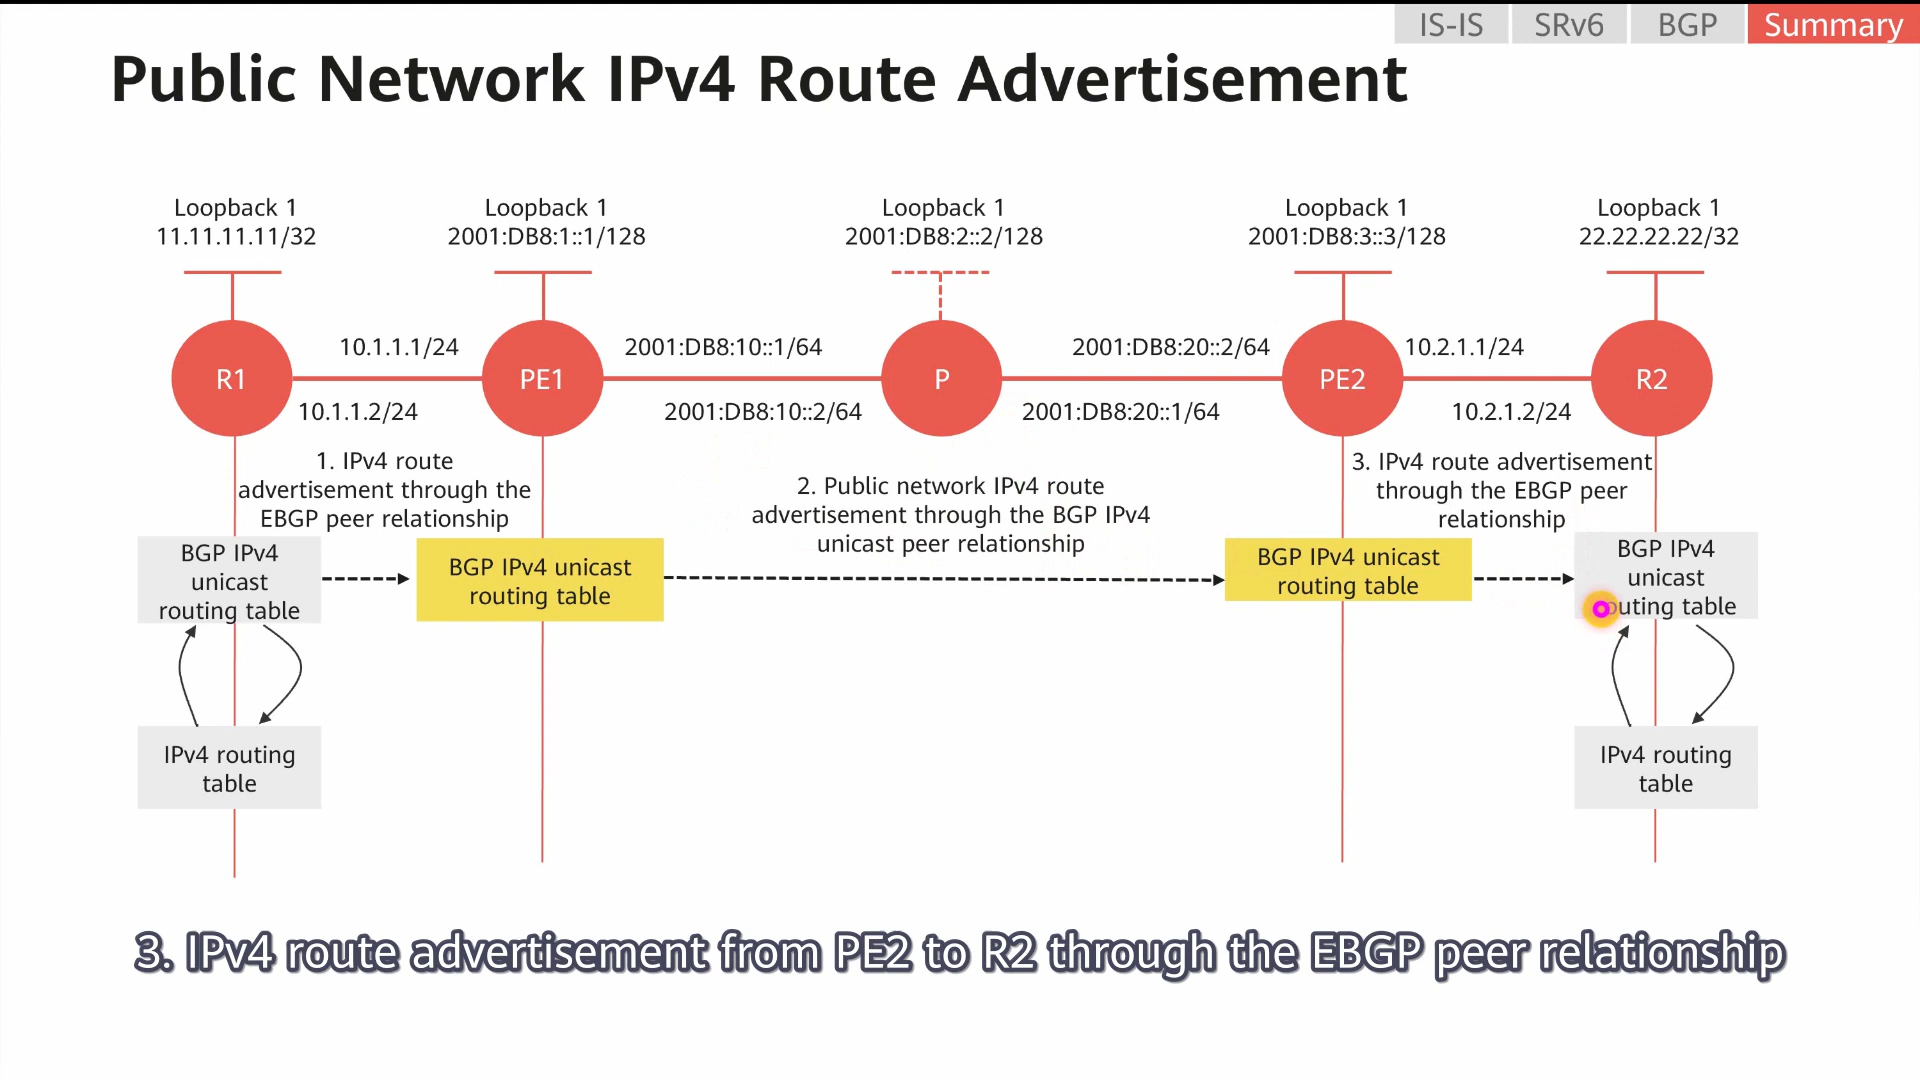 IS-IS
SRv6
BGP
Summary
Public Network IPv4 Route Advertisement
Loopback 1
11.11.11.11/32
Loopback 1
2001:DB8:1::1/128
Loopback 1
2001:DB8:2::2/128
Loopback 1
2001:DB8:3::3/128
Loopback 1
22.22.22.22/32
10.1.1.1/24
2001:DB8:10::1/64
2001:DB8:20::2/64
10.2.1.1/24
R1
PE1
P
PE2
R2
10.1.1.2/24
2001:DB8:10::2/64
2001:DB8:20::1/64
10.2.1.2/24
1. IPv4 route
advertisement through the
EBGP peer relationship
2. Public network IPv4 route
advertisement through the BGP IPv4
unicast peer relationship
3. IPv4 route advertisement
through the EBGP peer
relationship
BGP IPv4
unicast
routing table
BGP IPv4 unicast
routing table
BGP IPv4 unicast
routing table
BGP IPv4
unicast
routing table
IPv4 routing
table
IPv4 routing
table
3. IPv4 route advertisement from PE2 to R2 through the EBGP peer relationship